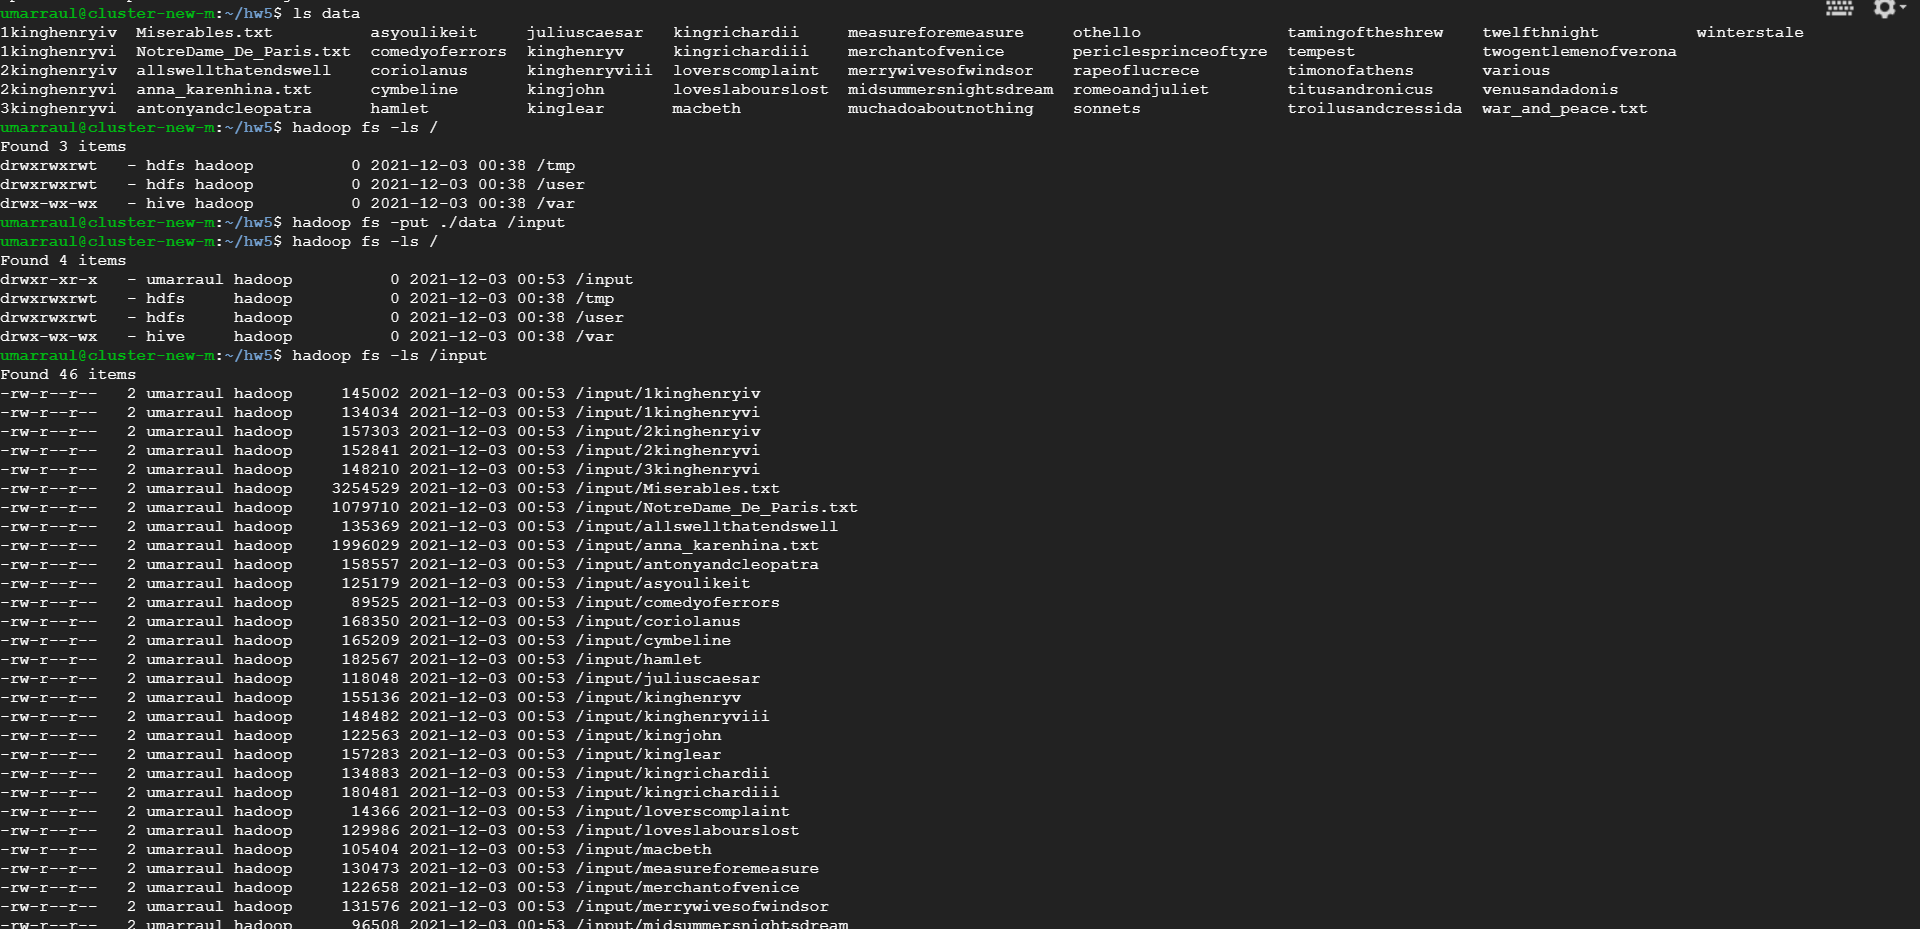 umarraul@cluster-new-m:~/hw5$ ls data
1kinghenryiv  Miserables.txt          asyoulikeit     juliuscaesar   kingrichardii     measureforemeasure     othello                tamingoftheshrew      twelfthnight          winterstale
1kinghenryvi  NotreDame_De_Paris.txt  comedyoferrors  kinghenryv     kingrichardiii    merchantofvenice       periclesprinceoftyre  tempest               twogentlemenofverona
2kinghenryiv  allswellthatendswell    coriolanus      kinghenryviii  loverscomplaint   merrywivesofwindsor    rapeoflucrece         timonofathens         various
2kinghenryvi  anna_karenhina.txt      cymbeline       kingjohn       loveslabourslost  midsummersnightsdream  romeoandjuliet        titusandronicus       venusandadonis
3kinghenryvi  antonyandcleopatra      hamlet          kinglear       macbeth           muchadoaboutnothing    sonnets               troilusandcressida    war_and_peace.txt
umarraul@cluster-new-m:~/hw5$ hadoop fs -ls /
Found 3 items
drwxrwxrwt   - hdfs hadoop          0 2021-12-03 00:38 /tmp
drwxrwxrwt   - hdfs hadoop          0 2021-12-03 00:38 /user
drwx-wx-wx   - hive hadoop          0 2021-12-03 00:38 /var
umarraul@cluster-new-m:~/hw5$ hadoop fs -put ./data /input
umarraul@cluster-new-m:~/hw5$ hadoop fs -ls /
Found 4 items
drwxr-xr-x   - umarraul hadoop          0 2021-12-03 00:53 /input
drwxrwxrwt   - hdfs     hadoop          0 2021-12-03 00:38 /tmp
drwxrwxrwt   - hdfs     hadoop          0 2021-12-03 00:38 /user
drwx-wx-wx   - hive     hadoop          0 2021-12-03 00:38 /var
umarraul@cluster-new-m:~/hw5$ hadoop fs -ls /input
Found 46 items
-rw-r--r--   2 umarraul hadoop     145002 2021-12-03 00:53 /input/1kinghenryiv
-rw-r--r--   2 umarraul hadoop     134034 2021-12-03 00:53 /input/1kinghenryvi
-rw-r--r--   2 umarraul hadoop     157303 2021-12-03 00:53 /input/2kinghenryiv
-rw-r--r--   2 umarraul hadoop     152841 2021-12-03 00:53 /input/2kinghenryvi
-rw-r--r--   2 umarraul hadoop     148210 2021-12-03 00:53 /input/3kinghenryvi
-rw-r--r--   2 umarraul hadoop    3254529 2021-12-03 00:53 /input/Miserables.txt
-rw-r--r--   2 umarraul hadoop    1079710 2021-12-03 00:53 /input/NotreDame_De_Paris.txt
-rw-r--r--   2 umarraul hadoop     135369 2021-12-03 00:53 /input/allswellthatendswell
-rw-r--r--   2 umarraul hadoop    1996029 2021-12-03 00:53 /input/anna_karenhina.txt
-rw-r--r--   2 umarraul hadoop     158557 2021-12-03 00:53 /input/antonyandcleopatra
-rw-r--r--   2 umarraul hadoop     125179 2021-12-03 00:53 /input/asyoulikeit
-rw-r--r--   2 umarraul hadoop      89525 2021-12-03 00:53 /input/comedyoferrors
-rw-r--r--   2 umarraul hadoop     168350 2021-12-03 00:53 /input/coriolanus
-rw-r--r--   2 umarraul hadoop     165209 2021-12-03 00:53 /input/cymbeline
-rw-r--r--   2 umarraul hadoop     182567 2021-12-03 00:53 /input/hamlet
-rw-r--r--   2 umarraul hadoop     118048 2021-12-03 00:53 /input/juliuscaesar
-rw-r--r--   2 umarraul hadoop     155136 2021-12-03 00:53 /input/kinghenryv
-rw-r--r--   2 umarraul hadoop     148482 2021-12-03 00:53 /input/kinghenryviii
-rw-r--r--   2 umarraul hadoop     122563 2021-12-03 00:53 /input/kingjohn
-rw-r--r--   2 umarraul hadoop     157283 2021-12-03 00:53 /input/kinglear
-rw-r--r--   2 umarraul hadoop     134883 2021-12-03 00:53 /input/kingrichardii
-rw-r--r--   2 umarraul hadoop     180481 2021-12-03 00:53 /input/kingrichardiii
-rw-r--r--   2 umarraul hadoop      14366 2021-12-03 00:53 /input/loverscomplaint
-rw-r--r--   2 umarraul hadoop     129986 2021-12-03 00:53 /input/loveslabourslost
-rw-r--r--   2 umarraul hadoop     105404 2021-12-03 00:53 /input/macbeth
-rw-r--r--   2 umarraul hadoop     130473 2021-12-03 00:53 /input/measureforemeasure
-rw-r--r--   2 umarraul hadoop     122658 2021-12-03 00:53 /input/merchantofvenice
-rw-r--r--   2 umarraul hadoop     131576 2021-12-03 00:53 /input/merrywivesofwindsor
-rw-r--r--   2 umarraul hadoop      96508 2021-12-03 00:53 /input/midsummersnightsdream